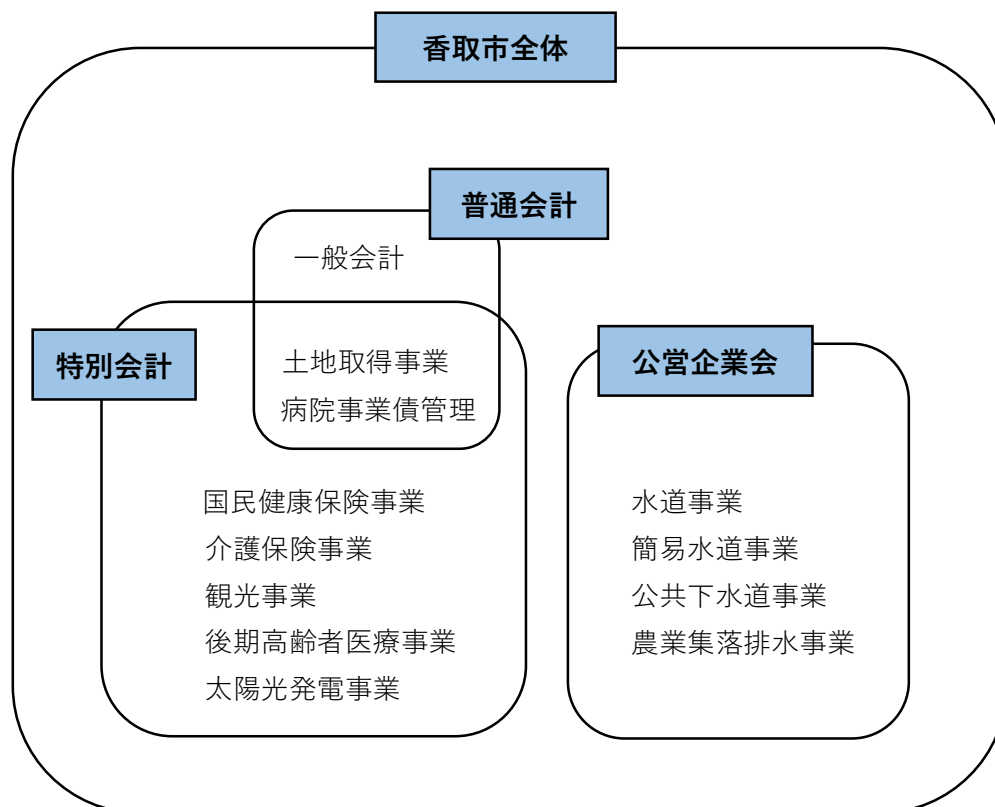 香取市全体
普通会計
一般会計
特別会計
土地取得事業
病院事業債管理
国民健康保険事業
介護保険事業
観光事業
後期高齢者医療事業
太陽光発電事業
公営企業会
水道事業
簡易水道事業
公共下水道事業
農業集落排水事業